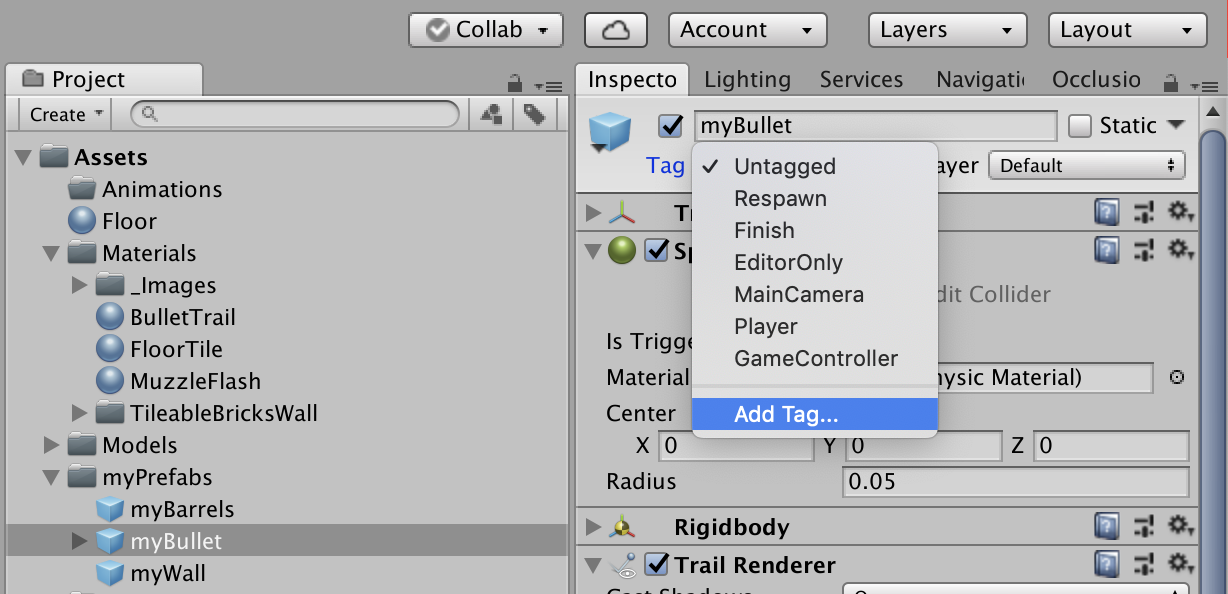 Collab Account Layers Layout
Project
Inspecto Lighting Services Navigati Occlusio
Create
myBullet Static
Assets
Tag Untagged ayer Default
Animations
Respawn
Floor
Finish
Materials
EditorOnly
_Images
MainCamera dit Collider
BulletTrail
Player
FloorTile
Is Trigge
GameController
MuzzleFlash
Material ysic Material)
TileableBricksWall
Center Add Tag...
Models
X 0 Y 0 Z 0
myPrefabs
Radius 0.05
myBarrels
Rigidbody
myBullet
Trail Renderer
myWall